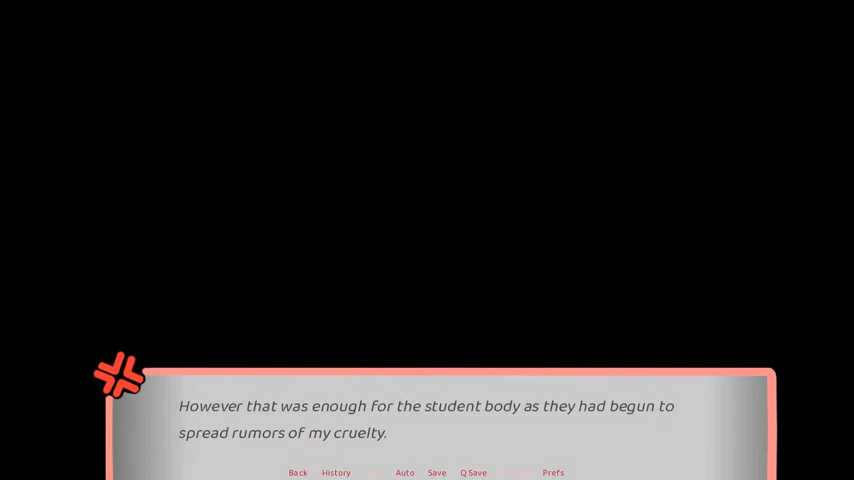 However that was enough for the student body as they had begun to
spread rumors of my cruelty.
Back History Auto Save Q.Save Prefs